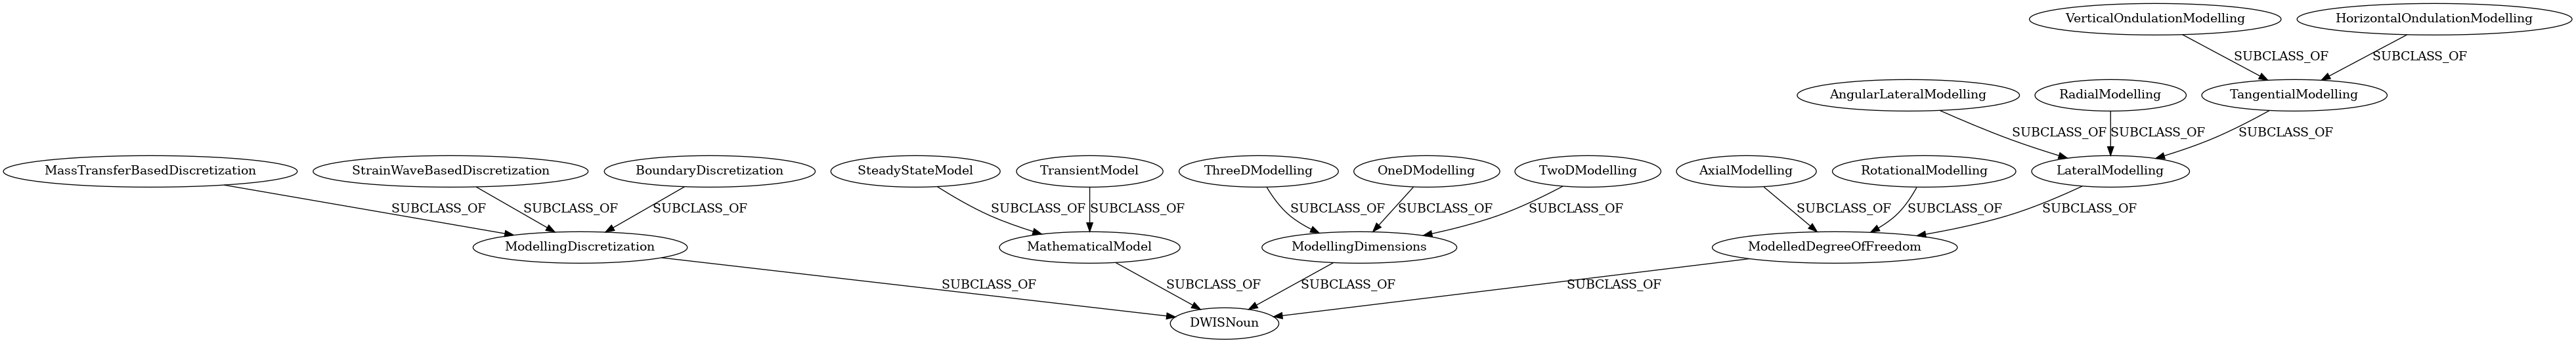 VerticalOndulationModelling
HorizontalOndulationModelling
SUBCLASS_OF
SUBCLASS_OF
AngularLateralModelling
RadialModelling
TangentialModelling
SUBCLASS_OF
SUBCLASS_OF
SUBCLASS_OF
MassTransferBasedDiscretization
StrainWaveBasedDiscretization
BoundaryDiscretization
SteadyStateModel
TransientModel
ThreeDModelling
OneDModelling
TwoDModelling
AxialModelling
RotationalModelling
LateralModelling
SUBCLASS_OF
SUBCLASS_OF
SUBCLASS_OF
SUBCLASS_OF
SUBCLASS_OF
SUBCLASS_OF
SUBCLASS_OF
SUBCLASS_OF
SUBCLASS_OF
SUBCLASS_OF
SUBCLASS_OF
ModellingDiscretization
MathematicalModel
ModellingDimensions
ModelledDegreeOfFreedom
SUBCLASS_OF
SUBCLASS_OF
SUBCLASS_OF
SUBCLASS_OF
DWISNoun